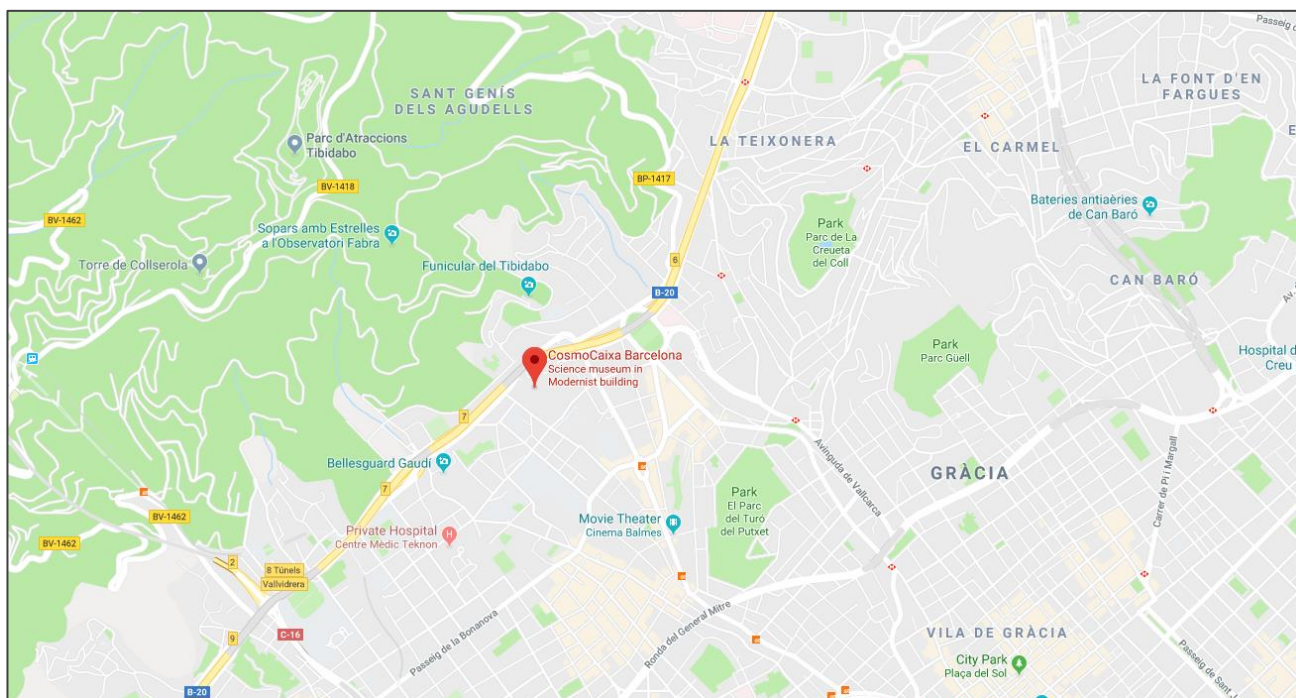 Passeig d
SANT GENÍS
DELS AGUDELLS
LA FONT D'EN
FARGUES
Parc d'Atraccions
Tibidabo
LA TEIXONERA
EL CARMEL
BP-1417
BV-1418
BV-1462
Sopars amb Estrelles
a l'Observatori Fabra
Park
Parc de La
Creueta
del Coll
Bateries antiaèries
de Can Baró
Torre de Collserola
Funicular del Tibidabo
6
B-20
CAN BARÓ
Av. d
CosmoCaixa Barcelona
Science museum in
Modernist building
Park
Parc Güell
Hospital d
Creu
7
Bellesguard Gaudí
7
Avinguda de Vallcarca
GRÀCIA
Carrer de Pi i Margall
Park
El Parc
del Turó
del Putxet
BV-1462
Movie Theater
Cinema Balmes
Private Hospital
Centre Mèdic Teknon
BV-1462
2
8 Túnels
Vallvidrera
C-16
9
Passeig de la Bonanova
Ronda del General Mitre
VILA DE GRÀCIA
City Park
Plaça del Sol
Passeig de Sant J
B-20